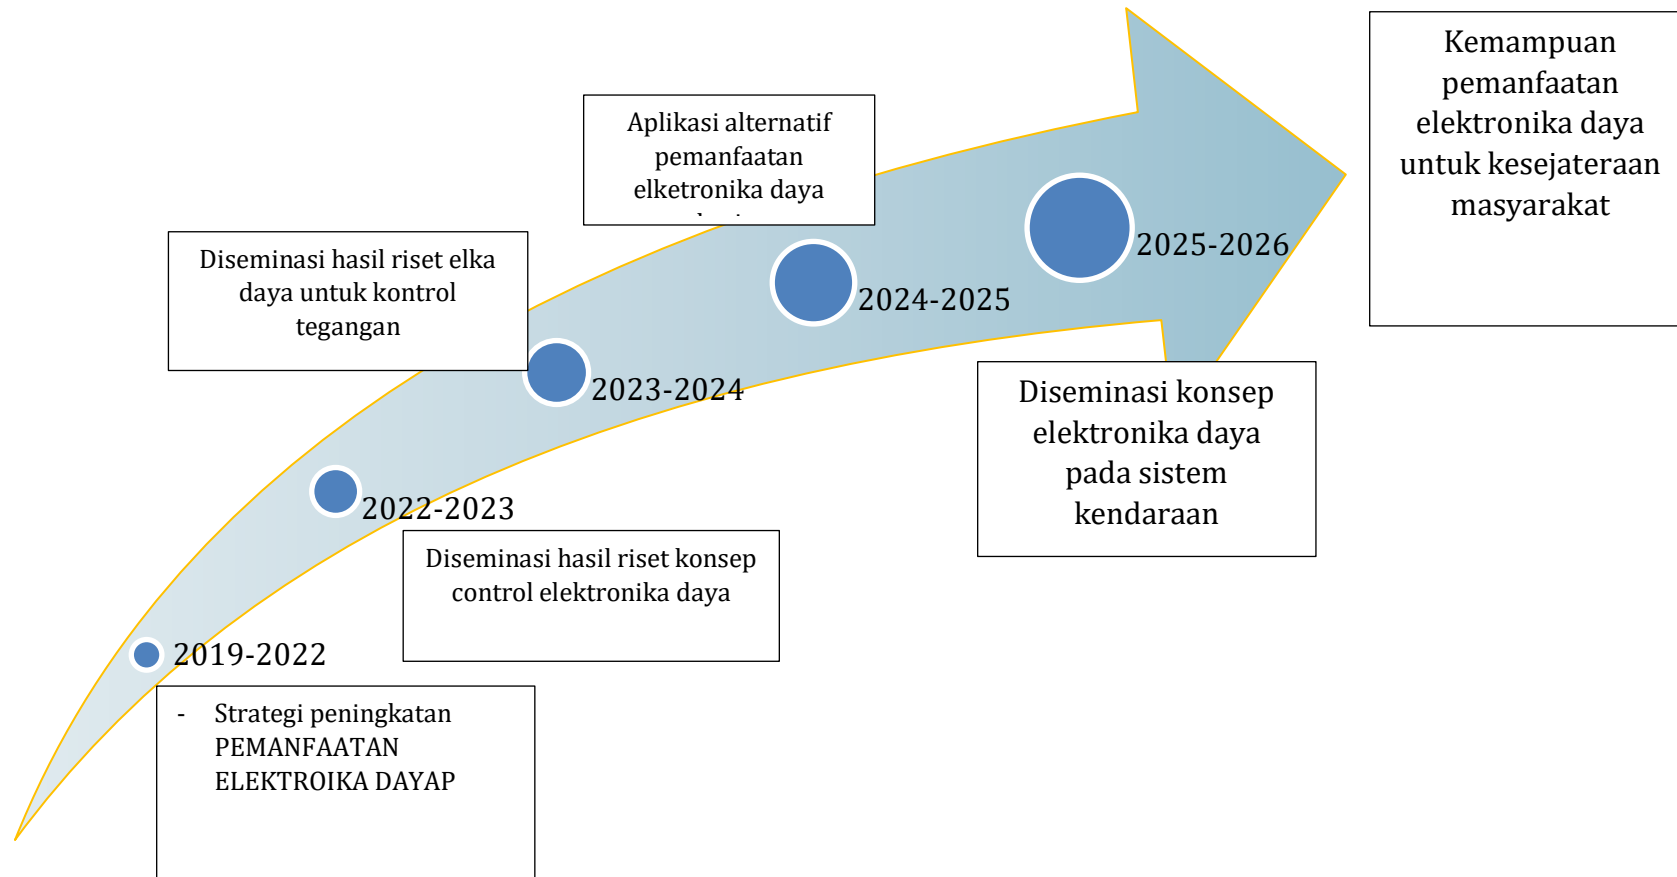 Kemampuan
pemanfaatan
elektronika daya
untuk kesejateraan
masyarakat
Aplikasi alternatif
pemanfaatan
elketronika daya
2025-2026
Diseminasi hasil riset elka
daya untuk kontrol
tegangan
2024-2025
2023-2024
Diseminasi konsep
elektronika daya
pada sistem
kendaraan
2022-2023
Diseminasi hasil riset konsep
control elektronika daya
2019-2022
- Strategi peningkatan
PEMANFAATAN
ELEKTROIKA DAYAP